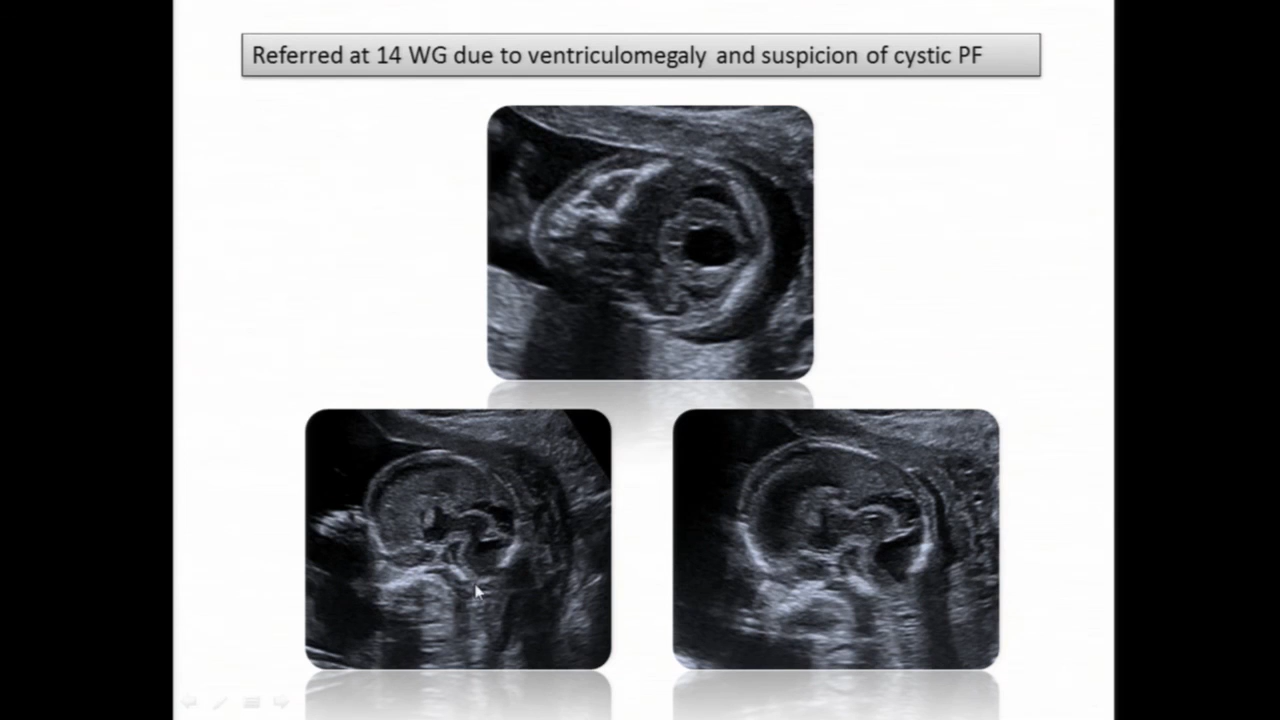 Referred at 14 WG due to ventriculomegaly and suspicion of cystic PF